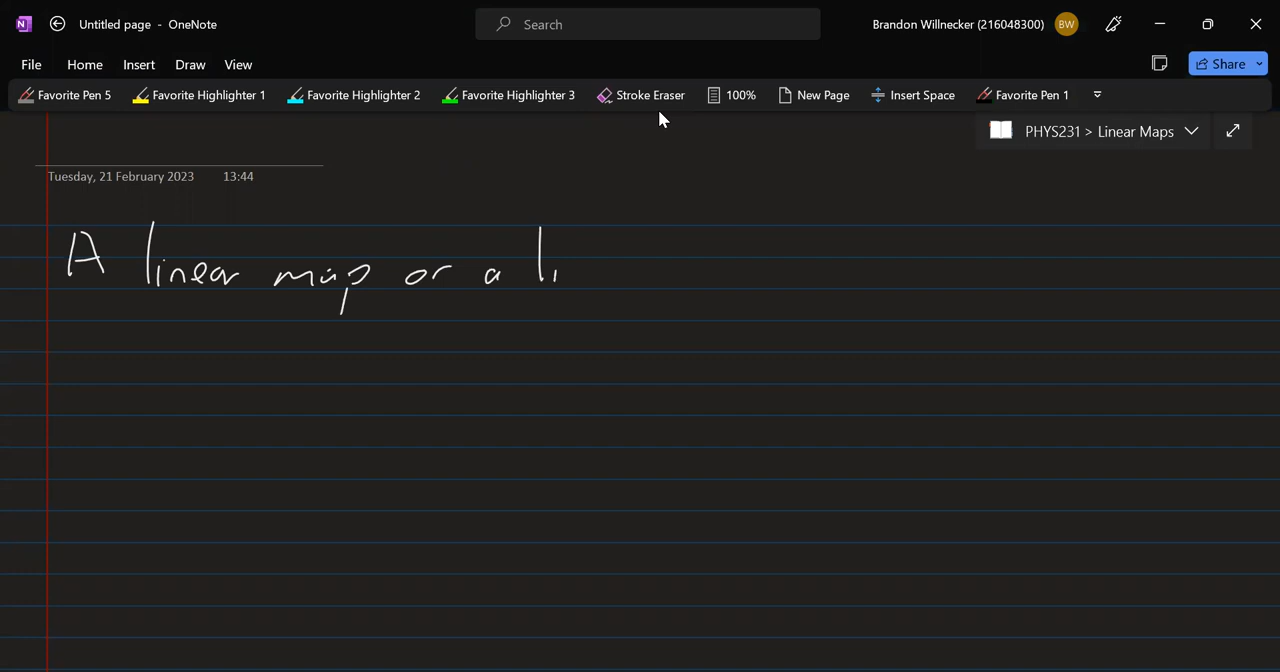 Untitled page - OneNote
Search
Brandon Willnecker (216048300)
BW
File
Home
Insert
Draw
View
Share
Favorite Pen 5
Favorite Highlighter 1
Favorite Highlighter 2
Favorite Highlighter 3
Stroke Eraser
100%
New Page
Insert Space
Favorite Pen 1
PHYS231 > Linear Maps
Tuesday, 21 February 2023 13:44
A linear map or a li